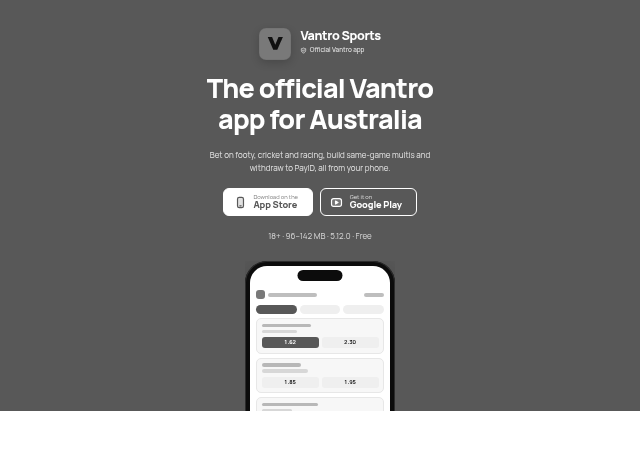 V
Vantro Sports
Official Vantro app
The official Vantro
app for Australia
Bet on footy, cricket and racing, build same-game multis and
withdraw to PayID, all from your phone.
Download on the
App Store
Get it on
Google Play
18+ · 96–142 MB · 5.12.0 · Free
1.62
2.30
1.85
1.95